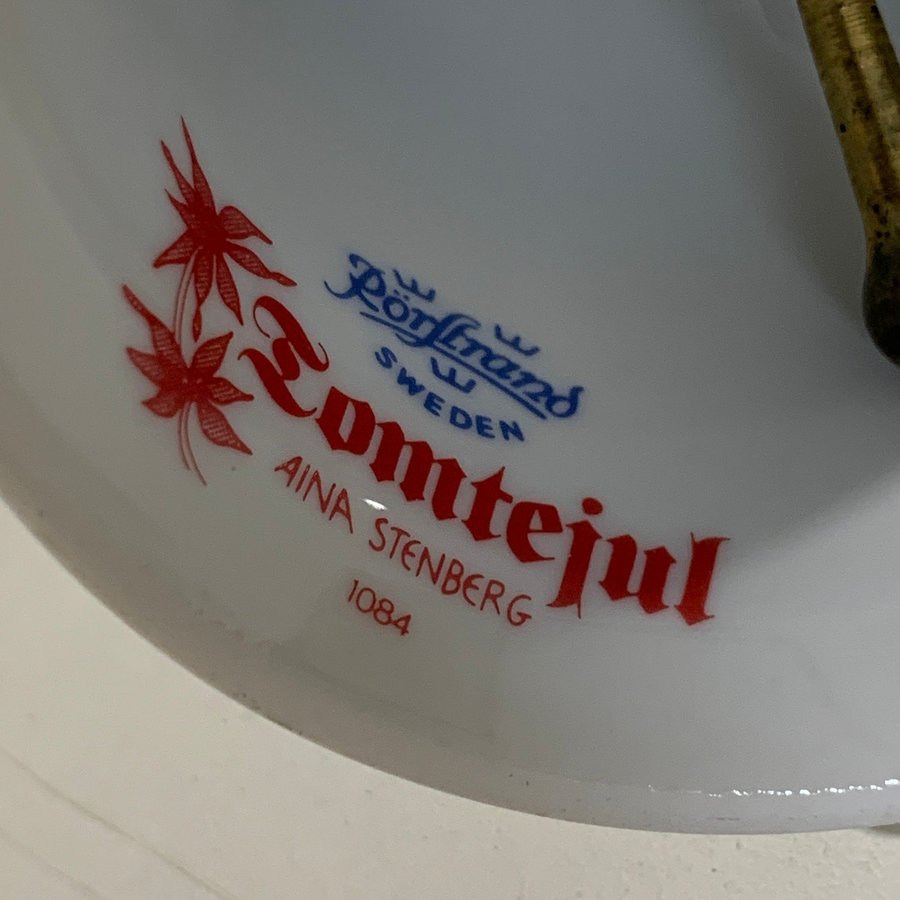 Rörstrand
SWEDEN
Tomtejul
AINA STENBERG
1084